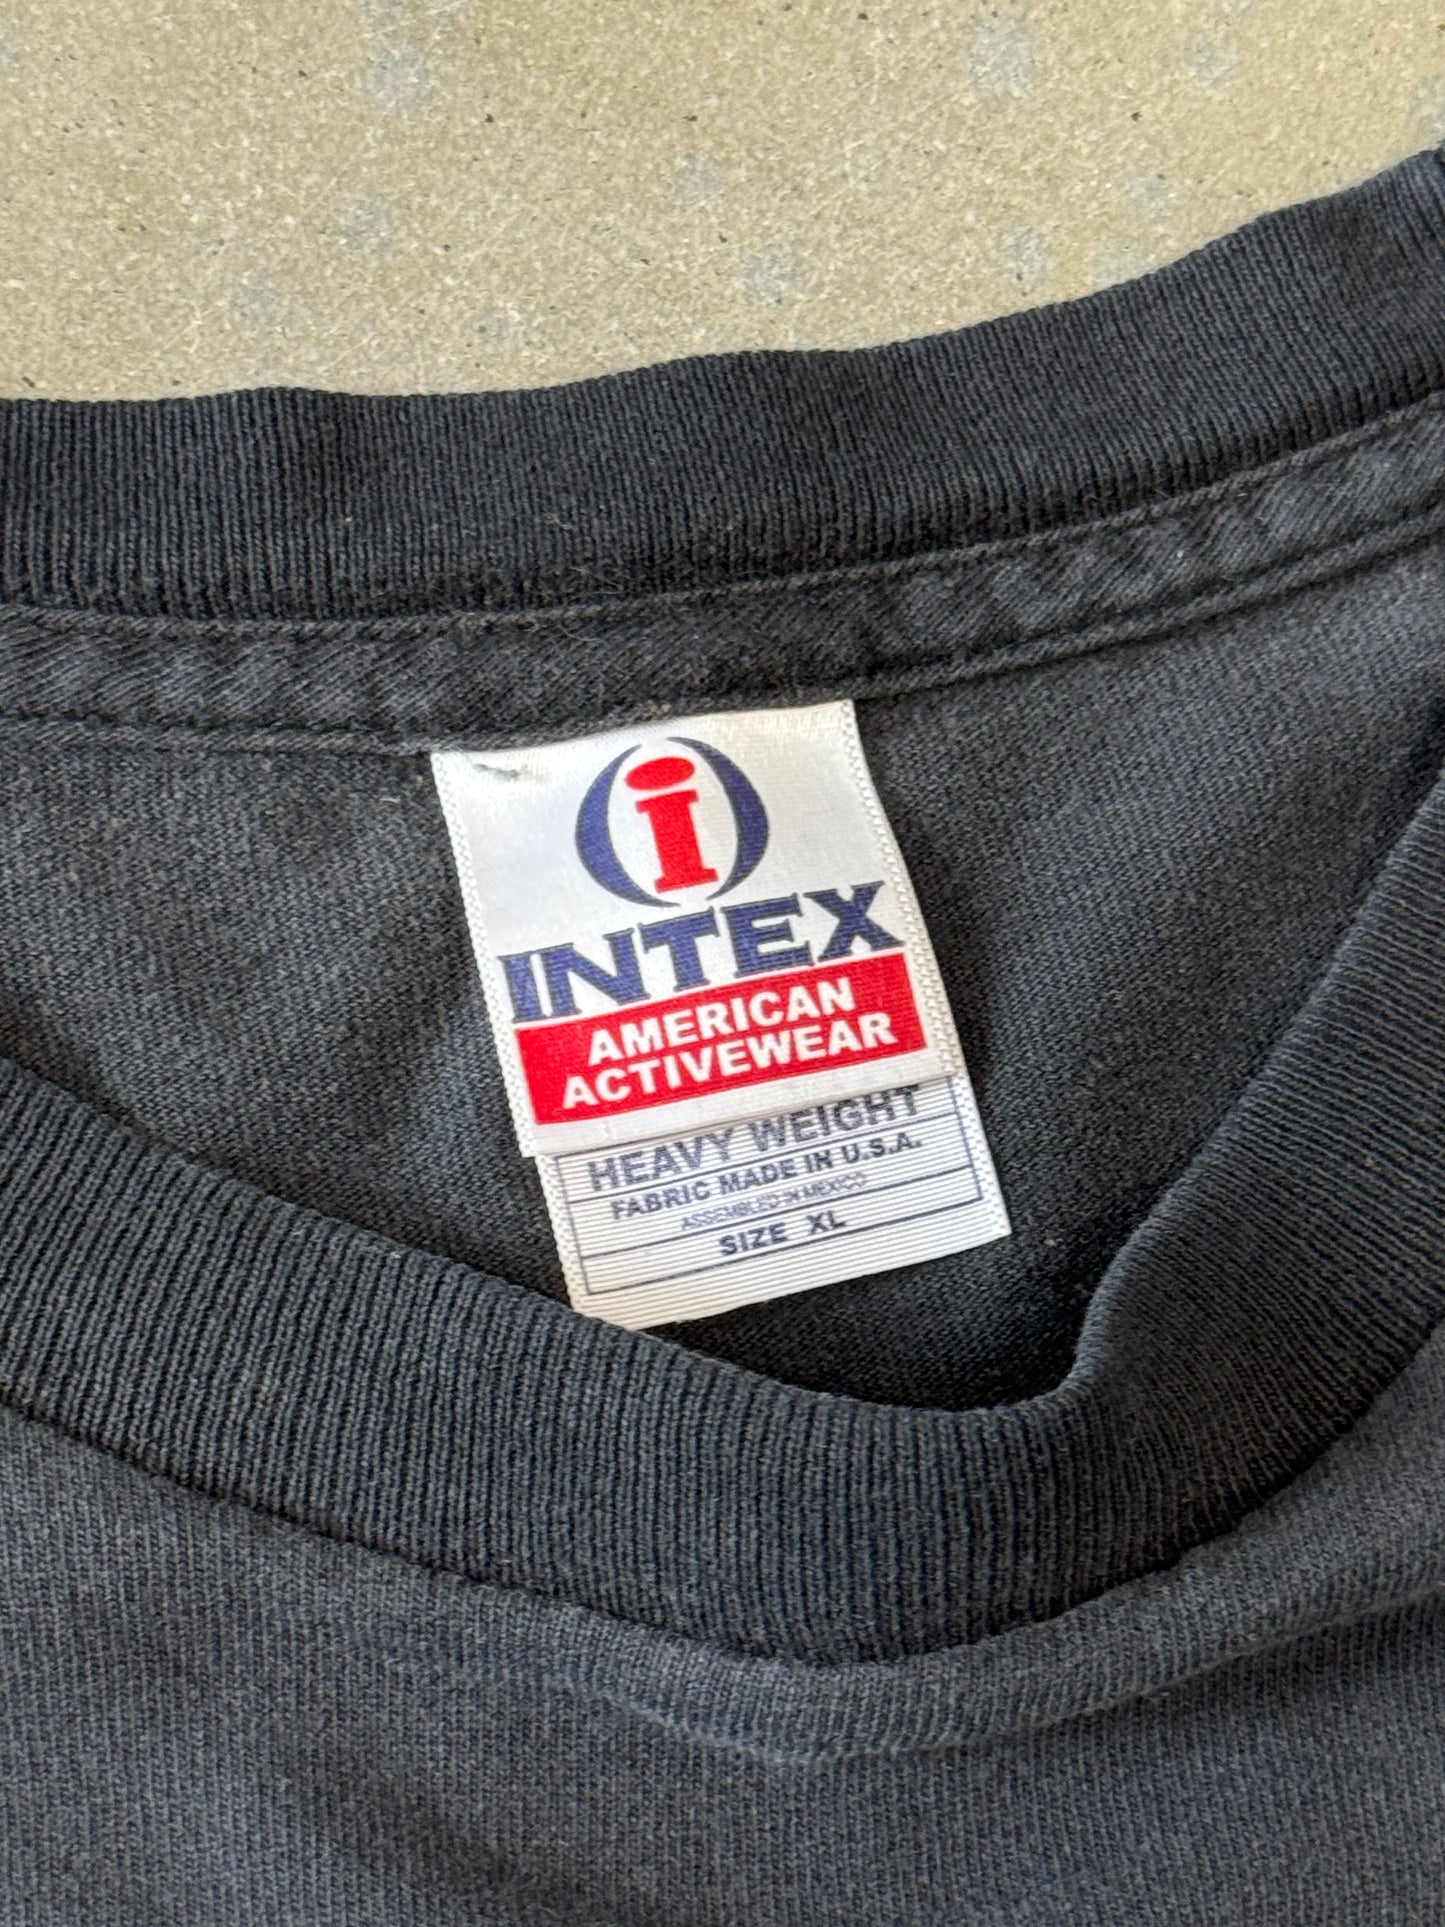 i
INTEX
AMERICAN
ACTIVEWEAR
HEAVY WEIGHT
FABRIC MADE IN U.S.A.
ASSEMBLED IN MEXICO
SIZE XL